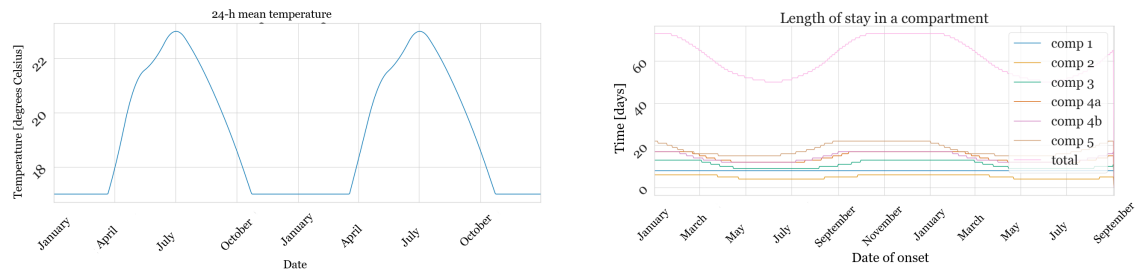 24-h mean temperature
Temperature [degrees Celsius]
22
20
18
January
April
July
October
January
April
July
October
Date
Length of stay in a compartment
Time [days]
60
40
20
0
comp 1
comp 2
comp 3
comp 4a
comp 4b
comp 5
total
January
March
May
July
September
November
January
March
May
July
September
Date of onset